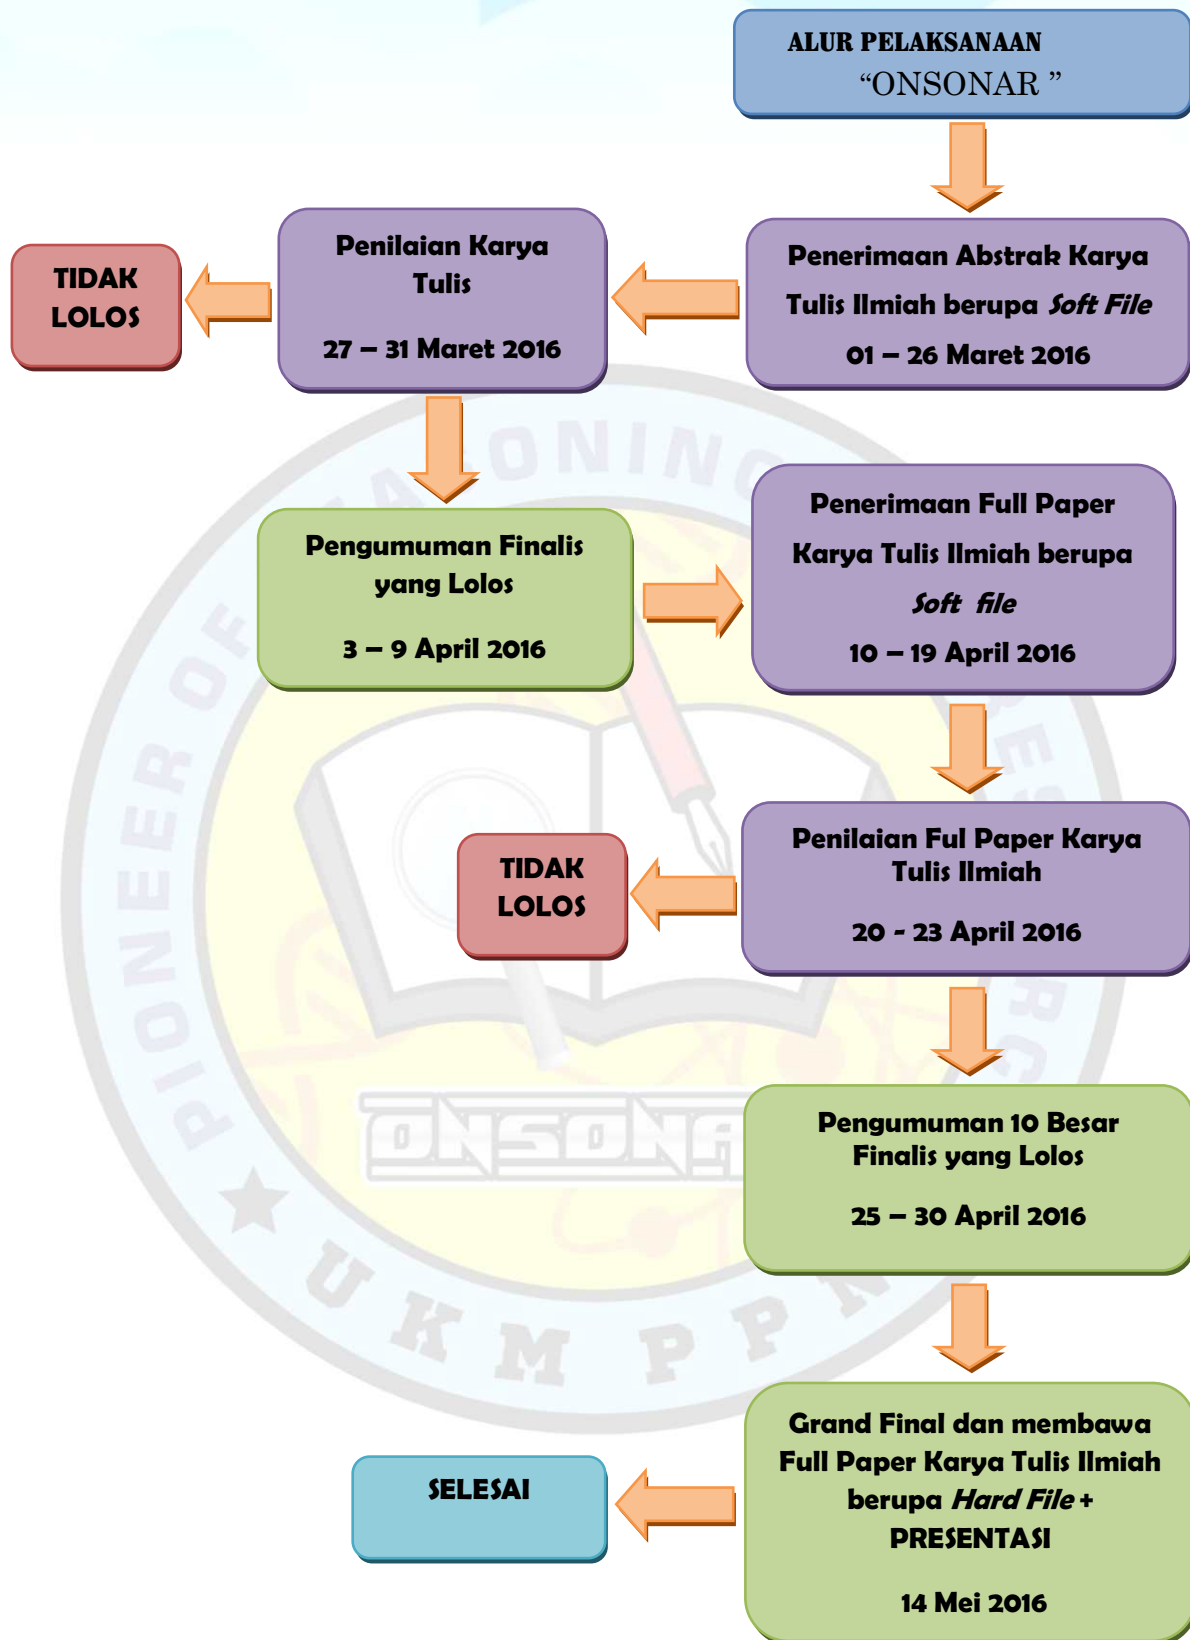 ALUR PELAKSANAAN
“ONSONAR ”
Penerimaan Abstrak Karya
Tulis Ilmiah berupa Soft File
01 – 26 Maret 2016
Penilaian Karya
Tulis
27 – 31 Maret 2016
TIDAK
LOLOS
Pengumuman Finalis
yang Lolos
3 – 9 April 2016
Penerimaan Full Paper
Karya Tulis Ilmiah berupa
Soft file
10 – 19 April 2016
Penilaian Ful Paper Karya
Tulis Ilmiah
20 - 23 April 2016
TIDAK
LOLOS
Pengumuman 10 Besar
Finalis yang Lolos
25 – 30 April 2016
Grand Final dan membawa
Full Paper Karya Tulis Ilmiah
berupa Hard File +
PRESENTASI
14 Mei 2016
SELESAI
PIONEER OF
UKM PPN